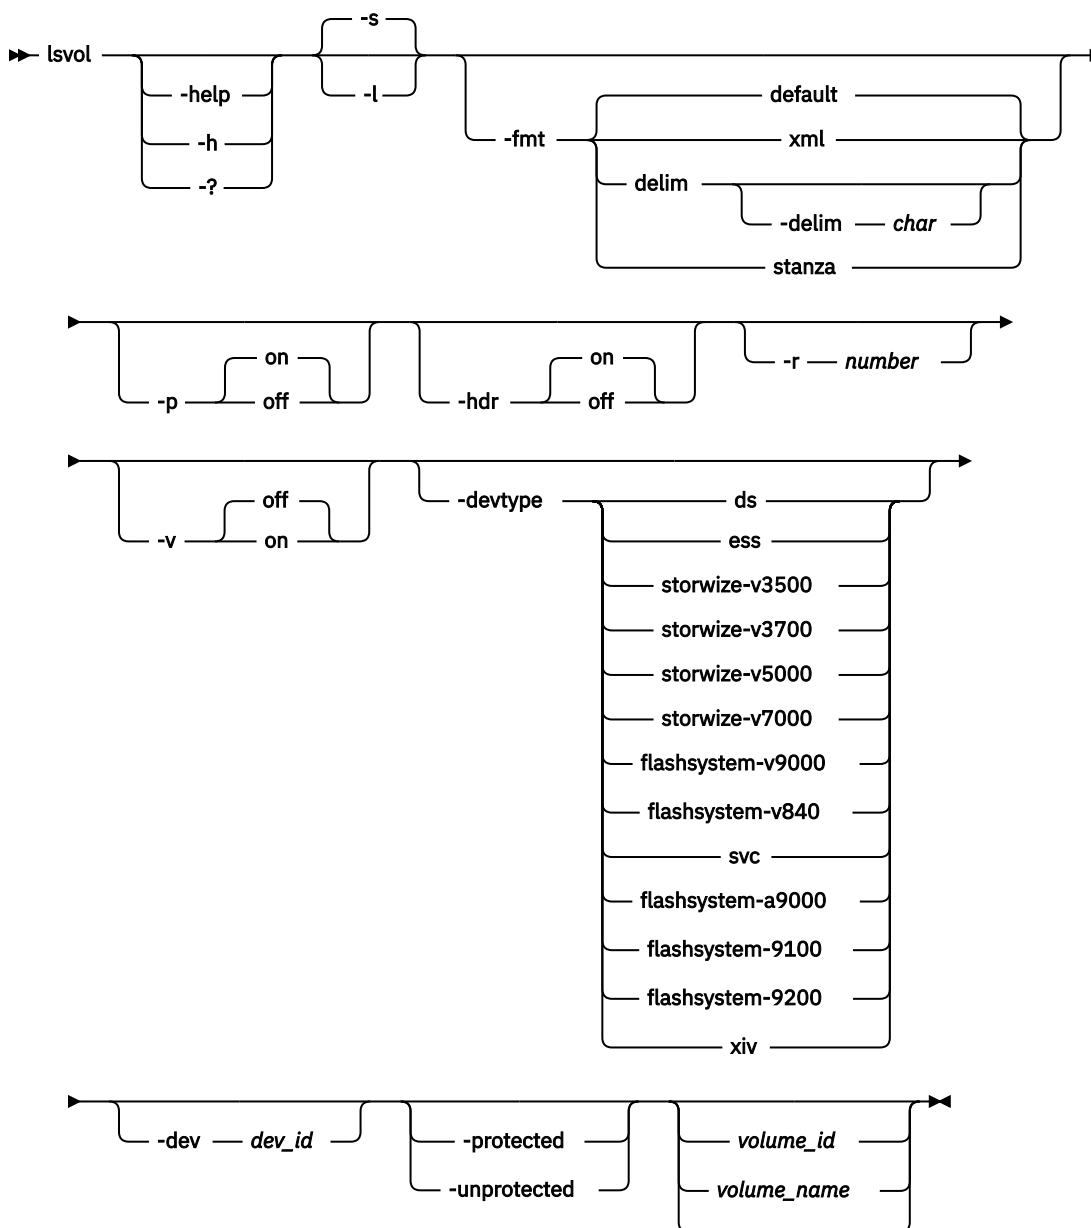 -s
lsvol
-help
-l
default
-fmt
xml
-h
delim
-?
-delim char
stanza
on
on
-r number
-p off
-hdr off
off
-devtype ds
-v on
ess
storwize-v3500
storwize-v3700
storwize-v5000
storwize-v7000
flashsystem-v9000
flashsystem-v840
svc
flashsystem-a9000
flashsystem-9100
flashsystem-9200
xiv
-dev dev_id
-protected
volume_id
-unprotected
volume_name